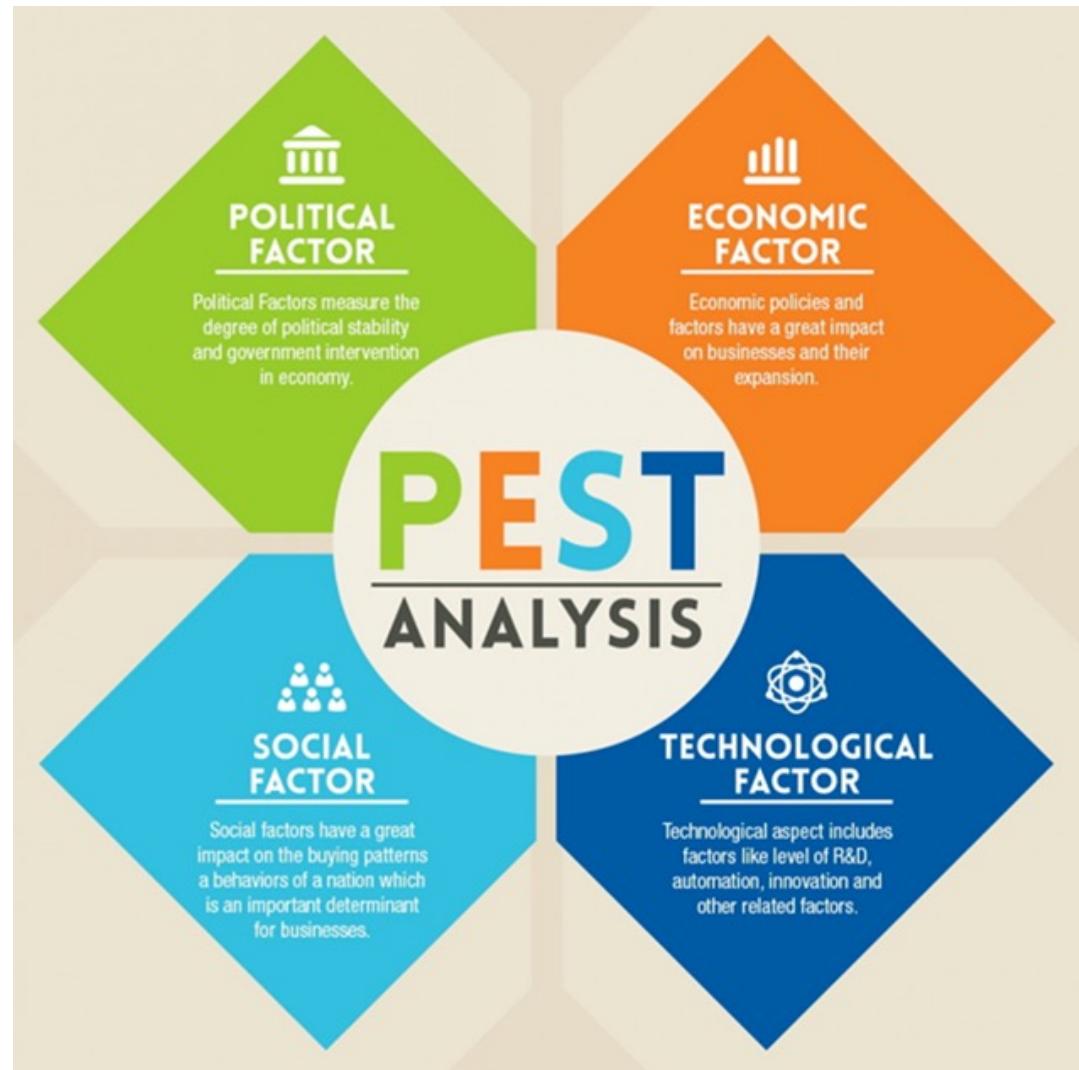 POLITICAL
FACTOR
Political Factors measure the
degree of political stability
and government intervention
in economy.
ECONOMIC
FACTOR
Economic policies and
factors have a great impact
on businesses and their
expansion.
PEST
ANALYSIS
SOCIAL
FACTOR
Social factors have a great
impact on the buying patterns
a behaviors of a nation which
is an important determinant
for businesses.
TECHNOLOGICAL
FACTOR
Technological aspect includes
factors like level of R&D,
automation, innovation and
other related factors.